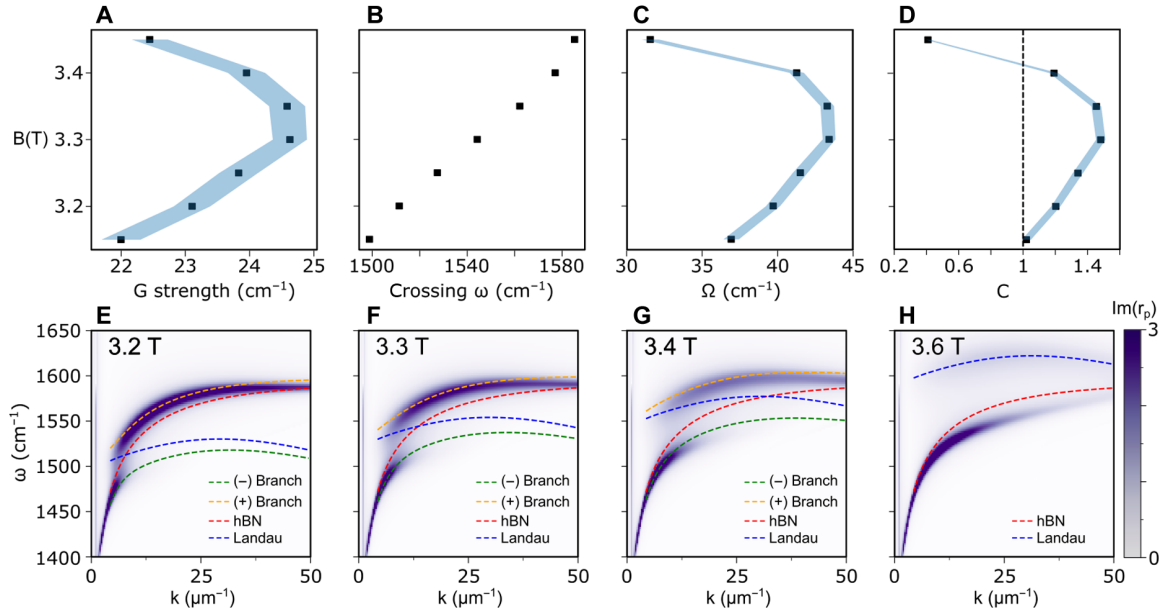 A B C D
B(T)
3.4
3.3
3.2
22 23 24 25
G strength (cm⁻¹)
1500 1540 1580
Crossing ω (cm⁻¹)
30 35 40 45
Ω (cm⁻¹)
0.2 0.6 1 1.4
C
E F G H
3.2 T
3.3 T
3.4 T
3.6 T
ω (cm⁻¹)
1650
1600
1550
1500
1450
1400
(−) Branch
(+) Branch
hBN
Landau
(−) Branch
(+) Branch
hBN
Landau
(−) Branch
(+) Branch
hBN
Landau
hBN
Landau
0 25 50
k (μm⁻¹)
0 25 50
k (μm⁻¹)
0 25 50
k (μm⁻¹)
0 25 50
k (μm⁻¹)
Im(rₚ)
3
0